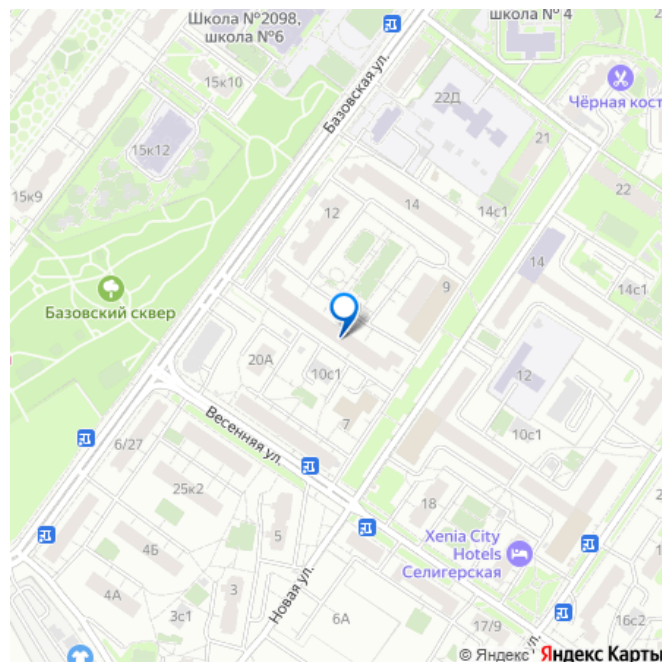 Школа №2098,
школа №6
школа № 4
Базовская ул.
15к10
22Д
Чёрная кост
15к12
21
15к9
22
12
14
14с1
14
9
14с1
Базовский сквер
20А
10с1
12
7
10с1
Весенняя ул.
6/27
25к2
18
Xenia City
Hotels
Селигерская
4Б
5
4А
3
3с1
Новая ул.
6А
17/9
ул.
16с2
© Яндекс Яндекс Карты